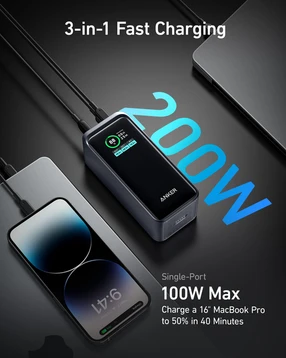 3-in-1 Fast Charging
200W
ANKER
9:41
Single-Port
100W Max
Charge a 16" MacBook Pro
to 50% in 40 Minutes